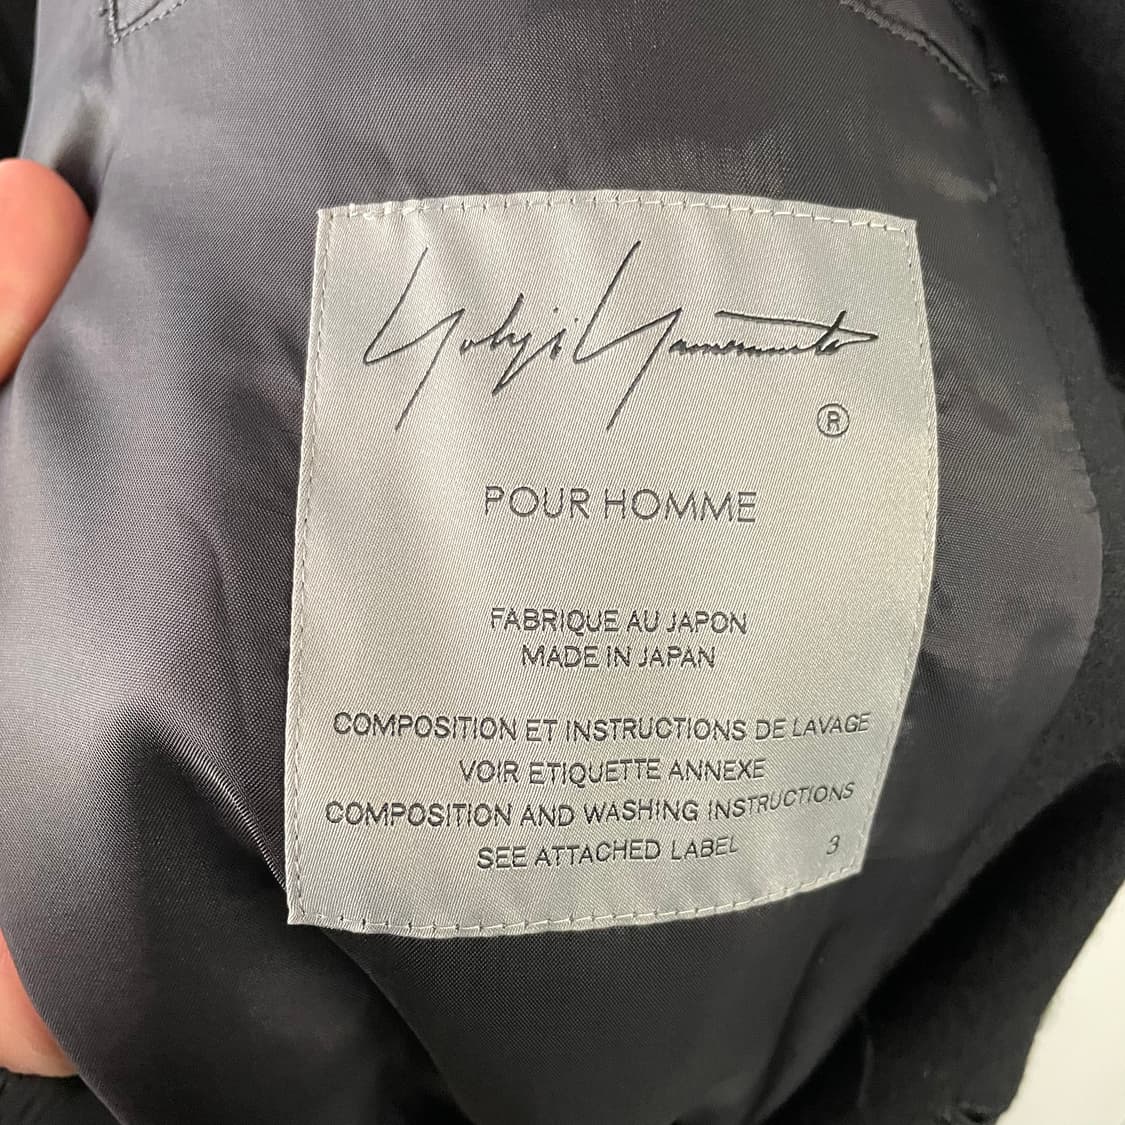 Yohji Yamamoto
®
POUR HOMME
FABRIQUE AU JAPON
MADE IN JAPAN
COMPOSITION ET INSTRUCTIONS DE LAVAGE
VOIR ETIQUETTE ANNEXE
COMPOSITION AND WASHING INSTRUCTIONS
SEE ATTACHED LABEL 3